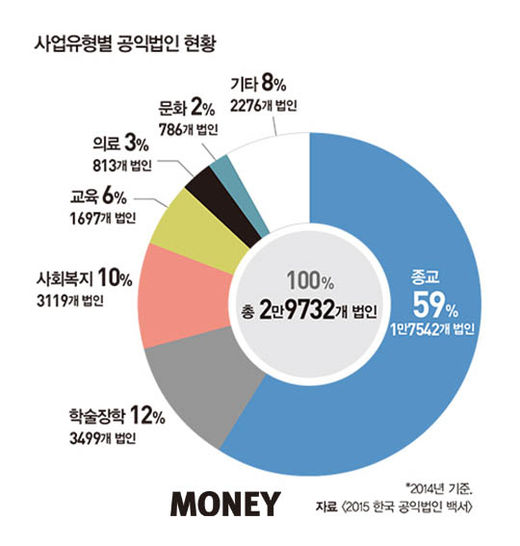 사업유형별 공익법인 현황
기타 8%
2276개 법인
문화 2%
786개 법인
의료 3%
813개 법인
교육 6%
1697개 법인
사회복지 10%
3119개 법인
학술장학 12%
3499개 법인
100%
총 2만9732개 법인
종교
59%
1만7542개 법인
*2014년 기준.
자료 〈2015 한국 공익법인 백서〉
MONEY